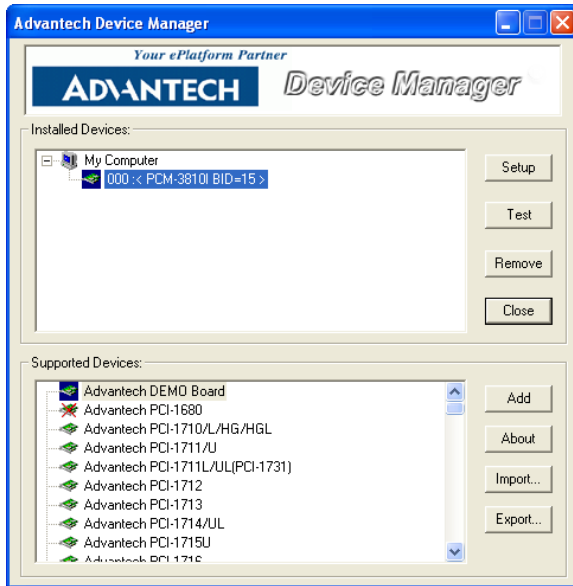 Advantech Device Manager
Your ePlatform Partner
ADVANTECH
Device Manager
Installed Devices:
My Computer
000 :< PCM-3810I BID=15 >
Setup
Test
Remove
Close
Supported Devices:
Advantech DEMO Board
Advantech PCI-1680
Advantech PCI-1710/L/HG/HGL
Advantech PCI-1711/U
Advantech PCI-1711L/UL(PCI-1731)
Advantech PCI-1712
Advantech PCI-1713
Advantech PCI-1714/UL
Advantech PCI-1715U
Advantech PCI-1716
Add
About
Import...
Export...